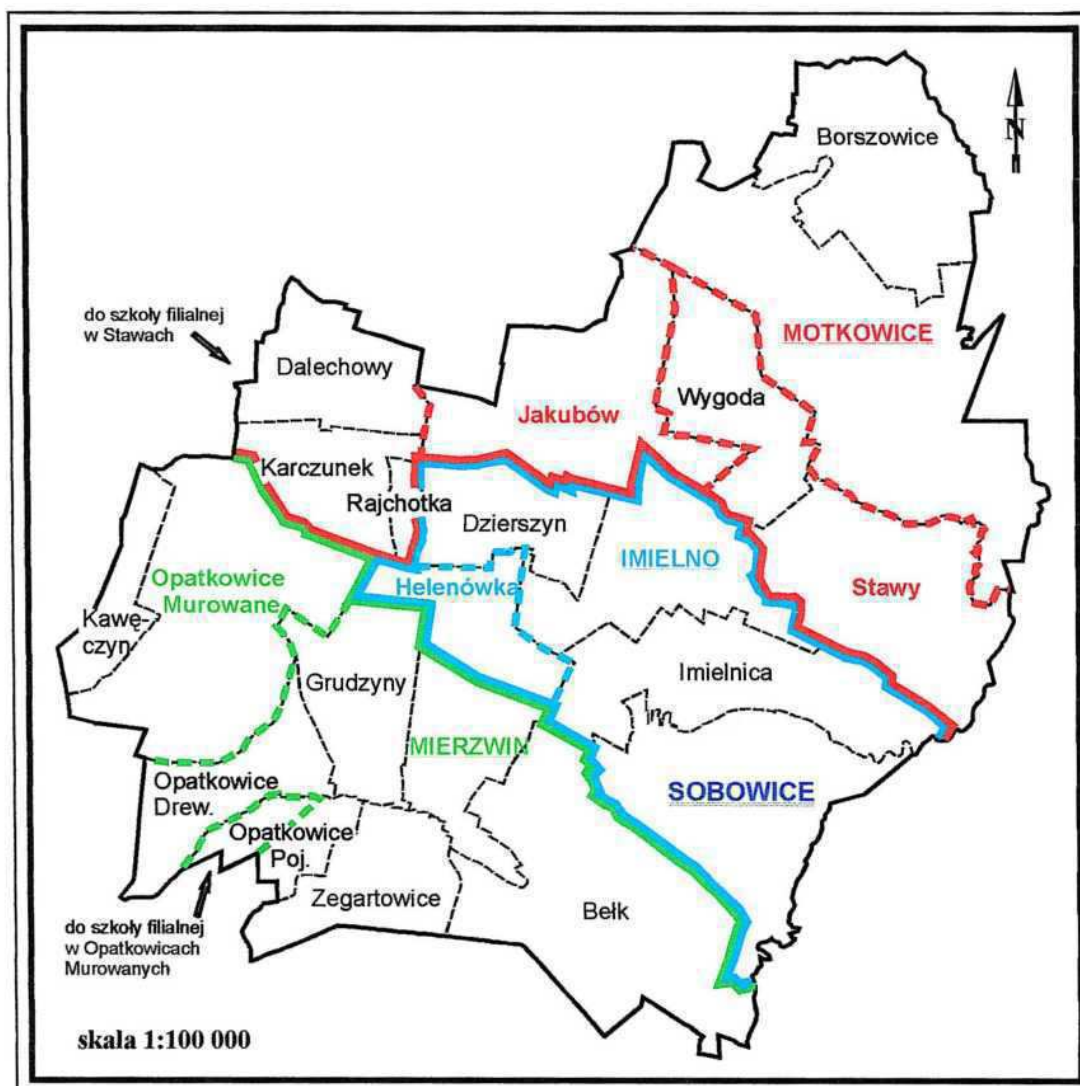 Borszowice
N
do szkoły filialnej
w Stawach
MOTKOWICE
Dalechowy
Wygoda
Jakubów
Karczunek
Rajchotka
Dzierszyn
IMIELNO
Helenówka
Stawy
Opatkowice
Murowane
Kawę-
czyn
Imielnica
Grudzyny
MIERZWIN
SOBOWICE
Opatkowice
Drew.
Opatkowice
Poj.
Zegartowice
Bełk
do szkoły filialnej
w Opatkowicach
Murowanych
skala 1:100 000